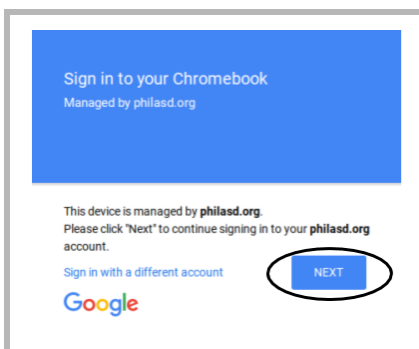 Sign in to your Chromebook
Managed by philasd.org
This device is managed by philasd.org.
Please click "Next" to continue signing in to your philasd.org
account.
Sign in with a different account
NEXT
Google